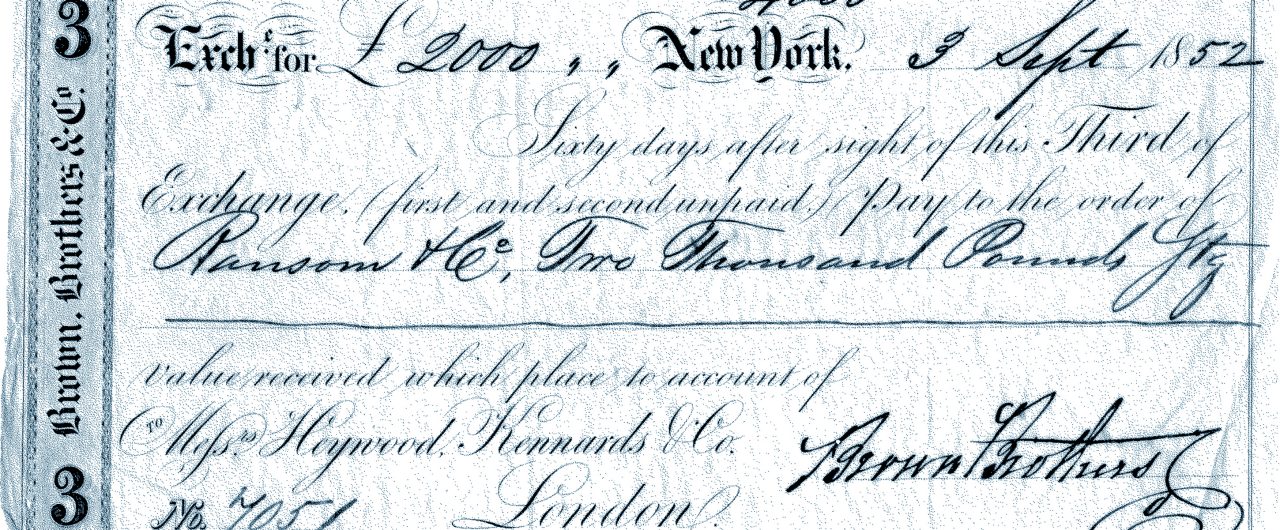 3
Brown, Brothers & Co.
3
Exche for £ 2000 „ New York. 3 Sept 1852
Sixty days after sight of this Third of
Exchange, (first and second unpaid,) Pay to the order of
Ransom & Co, Two Thousand Pounds Stg
value received which place to account of
To Messrs Heywood, Kennards & Co.
Brown Brothers
No. 7051 London